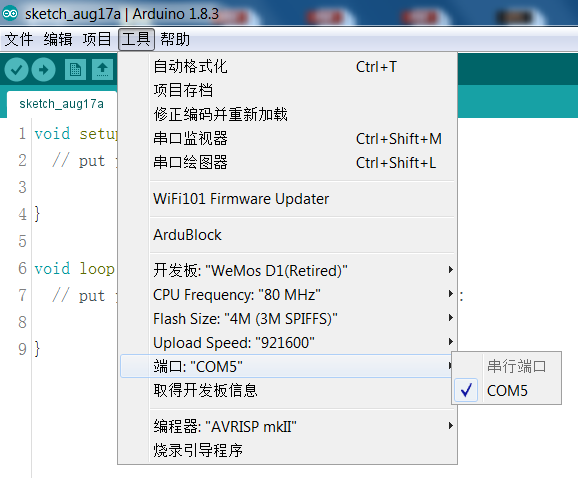 sketch_aug17a | Arduino 1.8.3
文件 编辑 项目 工具 帮助
sketch_aug17a
自动格式化 Ctrl+T
项目存档
修正编码并重新加载
串口监视器 Ctrl+Shift+M
串口绘图器 Ctrl+Shift+L
WiFi101 Firmware Updater
ArduBlock
开发板: "WeMos D1(Retired)"
CPU Frequency: "80 MHz"
Flash Size: "4M (3M SPIFFS)"
Upload Speed: "921600"
端口: "COM5"
取得开发板信息
编程器: "AVRISP mkII"
烧录引导程序
串行端口
COM5
1 void setup
2 // put
3
4 }
5
6 void loop
7 // put :
8
9 }